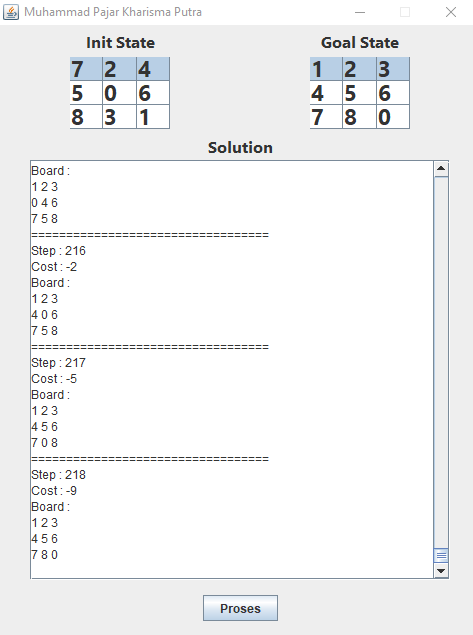 Muhammad Pajar Kharisma Putra
Init State
Goal State
7 2 4
5 0 6
8 3 1
1 2 3
4 5 6
7 8 0
Solution
Board :
1 2 3
0 4 6
7 5 8
==================================
Step : 216
Cost : -2
Board :
1 2 3
4 0 6
7 5 8
==================================
Step : 217
Cost : -5
Board :
1 2 3
4 5 6
7 0 8
==================================
Step : 218
Cost : -9
Board :
1 2 3
4 5 6
7 8 0
Proses